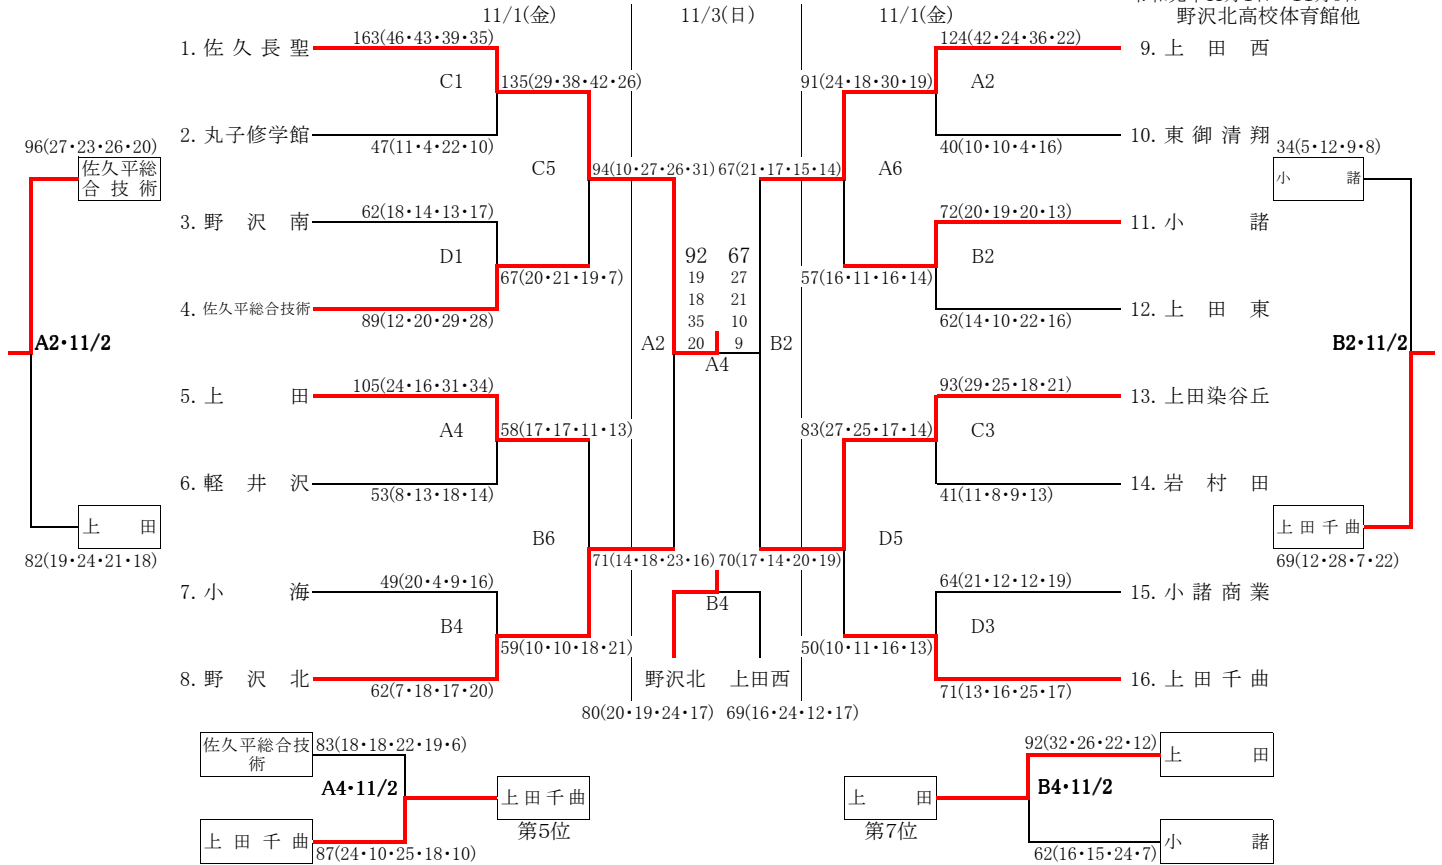 11/1(金)
11/3(日)
11/1(金)
野沢北高校体育館他
1. 佐久長聖
163(46・43・39・35)
C1
135(29・38・42・26)
2. 丸子修学館
47(11・4・22・10)
C5
94(10・27・26・31)
3. 野沢南
62(18・14・13・17)
D1
67(20・21・19・7)
4. 佐久平総合技術
89(12・20・29・28)
A2
5. 上田
105(24・16・31・34)
A4
58(17・17・11・13)
6. 軽井沢
53(8・13・18・14)
B6
71(14・18・23・16)
7. 小海
49(20・4・9・16)
B4
59(10・10・18・21)
8. 野沢北
62(7・18・17・20)
92 67
19 27
18 21
35 10
20 9
A4
B4
野沢北 上田西
80(20・19・24・17) 69(16・24・12・17)
124(42・24・36・22)
9. 上田西
A2
91(24・18・30・19)
10. 東御清翔
40(10・10・4・16)
67(21・17・15・14)
A6
72(20・19・20・13)
11. 小諸
B2
57(16・11・16・14)
12. 上田東
62(14・10・22・16)
B2
93(29・25・18・21)
13. 上田染谷丘
C3
83(27・25・17・14)
14. 岩村田
41(11・8・9・13)
70(17・14・20・19)
D5
64(21・12・12・19)
15. 小諸商業
D3
50(10・11・16・13)
16. 上田千曲
71(13・16・25・17)
96(27・23・26・20)
佐久平総
合技術
A2・11/2
上田
82(19・24・21・18)
34(5・12・9・8)
小諸
B2・11/2
上田千曲
69(12・28・7・22)
佐久平総合技
術
83(18・18・22・19・6)
A4・11/2
上田千曲
87(24・10・25・18・10)
上田千曲
第5位
92(32・26・22・12)
上田
B4・11/2
上田
第7位
小諸
62(16・15・24・7)